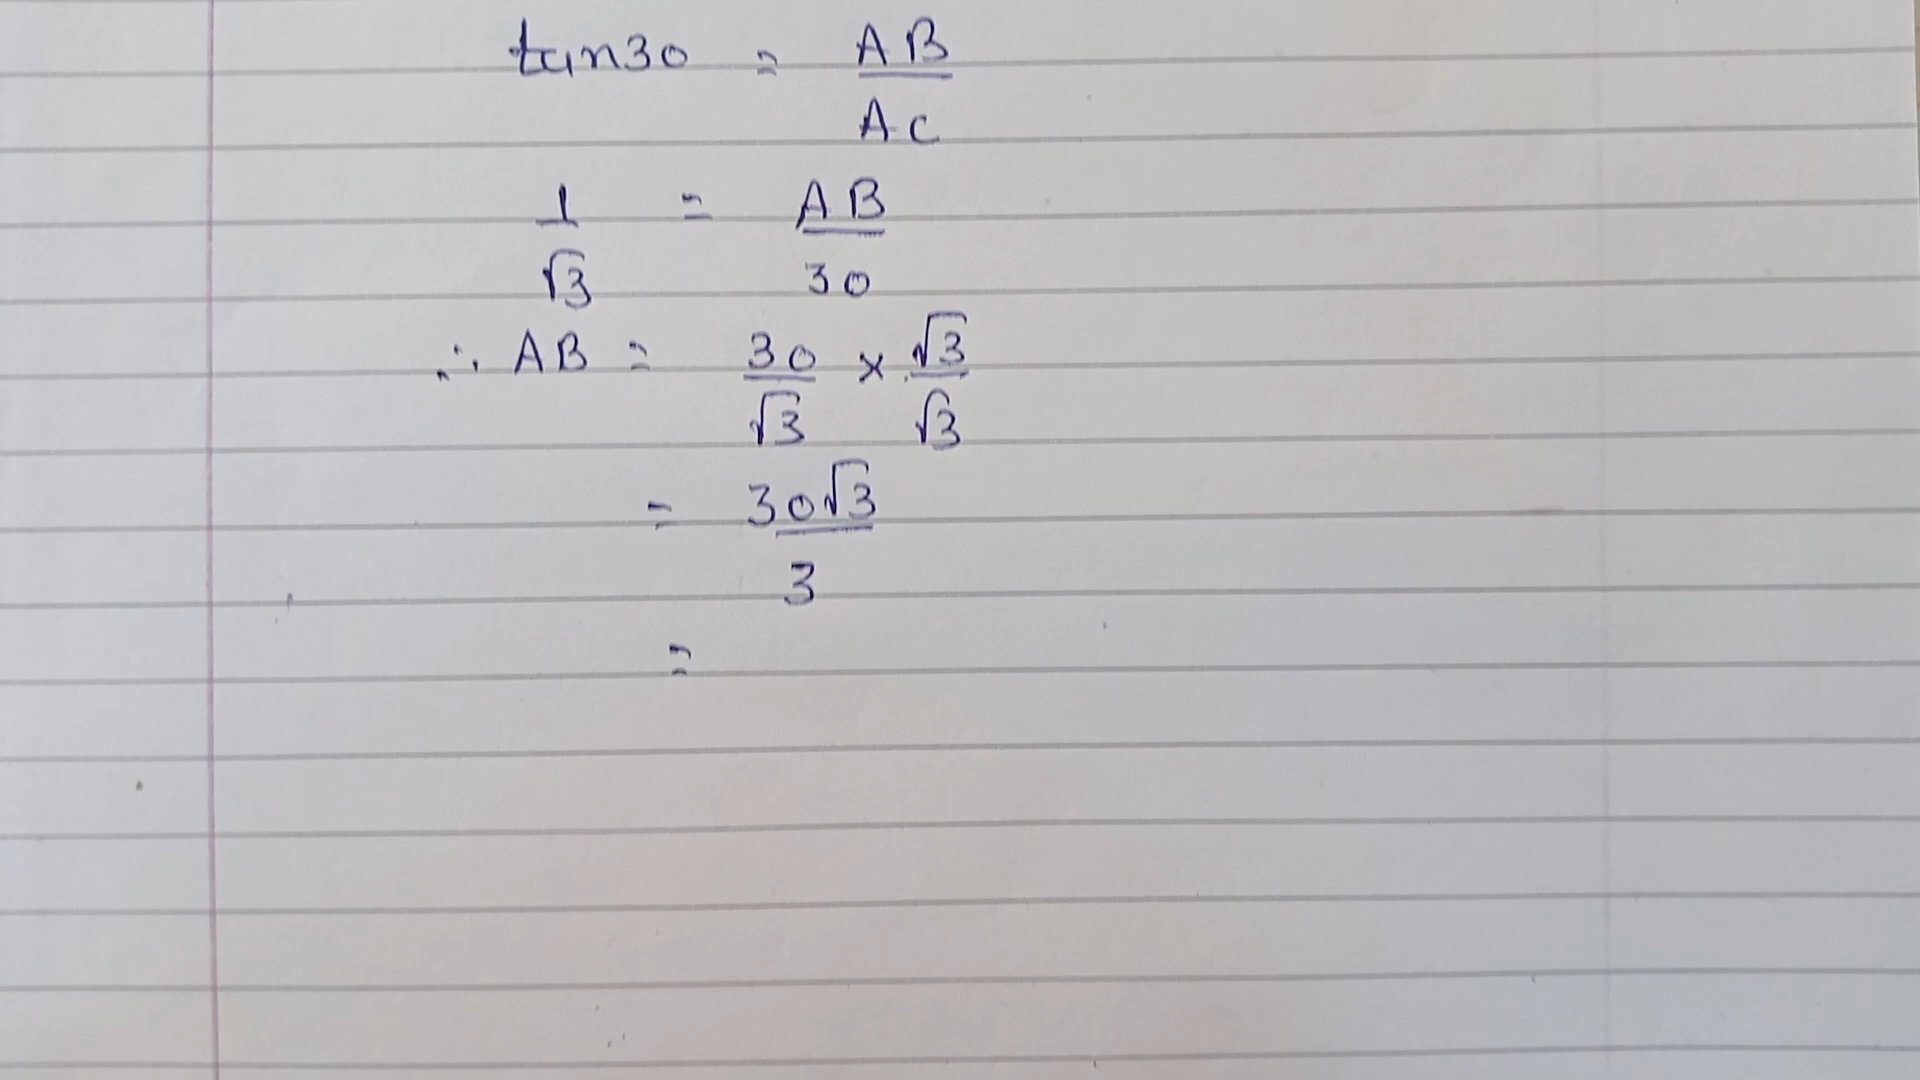 tan30 = AB
AC
1 = AB
√3 30
∴ AB = 30 × √3
√3 √3
= 30√3
3
=